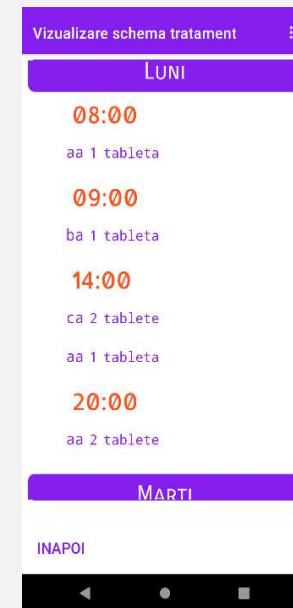 Vizualizare schema tratament
Luni
08:00
aa 1 tableta
09:00
ba 1 tableta
14:00
ca 2 tablete
aa 1 tableta
20:00
aa 2 tablete
Marti
INAPOI